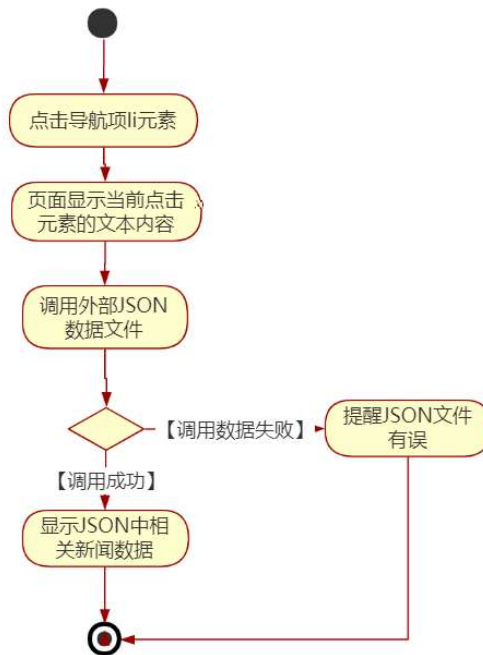 点击导航项li元素
页面显示当前点击
元素的文本内容
调用外部JSON
数据文件
【调用数据失败】
提醒JSON文件
有误
【调用成功】
显示JSON中相
关新闻数据